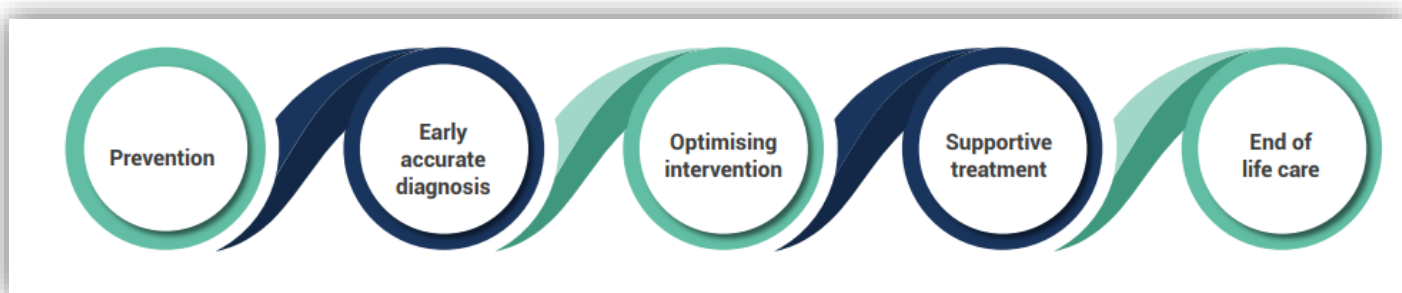 Prevention
Early
accurate
diagnosis
Optimising
intervention
Supportive
treatment
End of
life care